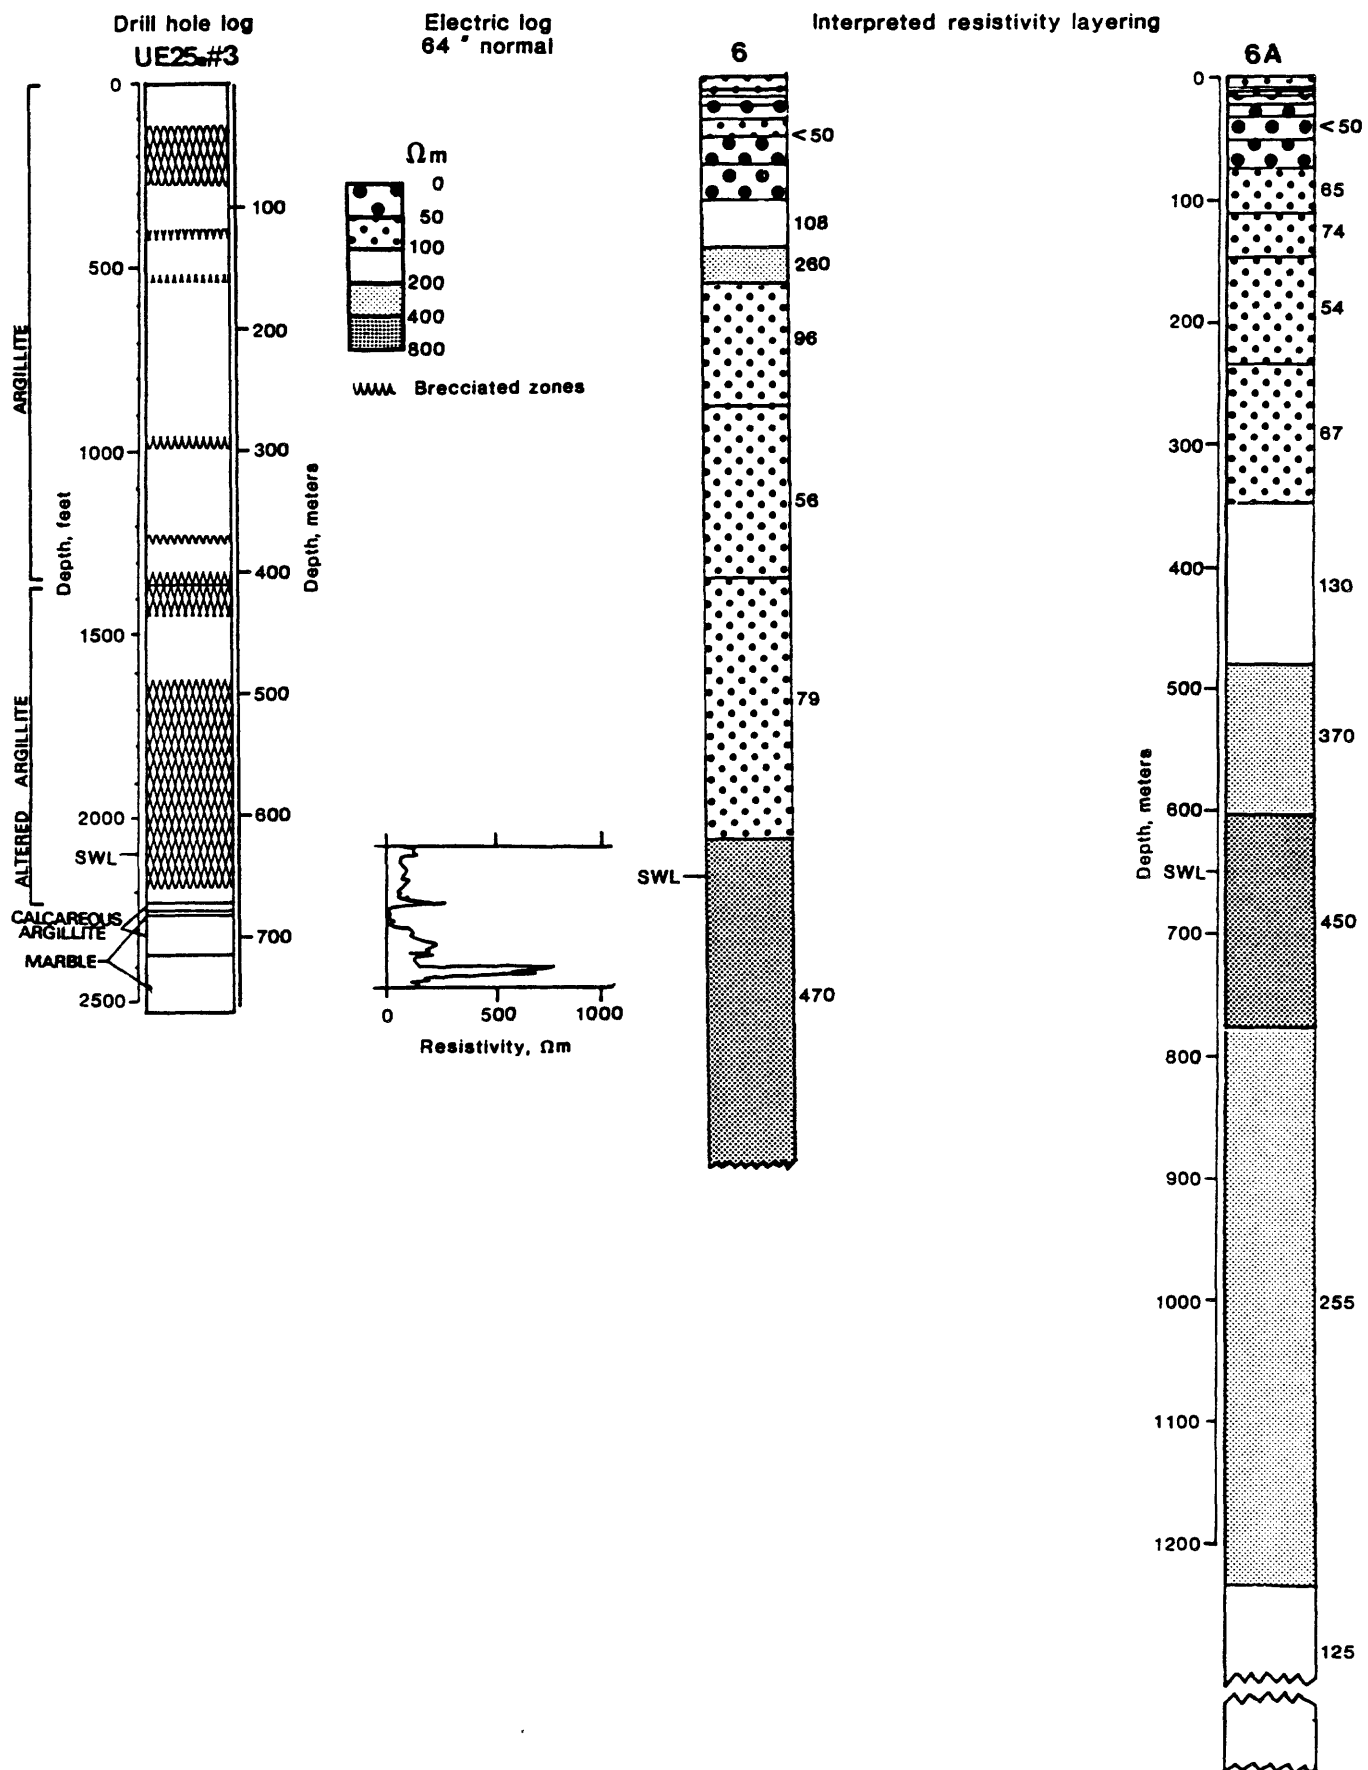 Drill hole log
UE25a#3
Electric log
64 " normal
Interpreted resistivity layering
6
6A
0
500
1000
1500
2000
SWL
2500
Depth, feet
100
200
300
400
500
600
700
Depth, meters
ARGILLITE
ALTERED ARGILLITE
CALCAREOUS
ARGILLITE
MARBLE
Ωm
0
50
100
200
400
800
Brecciated zones
0
500
1000
Resistivity, Ωm
<50
108
260
96
56
79
SWL
470
0
100
200
300
400
500
600
SWL
700
800
900
1000
1100
1200
Depth, meters
<50
65
74
54
67
130
370
450
255
125